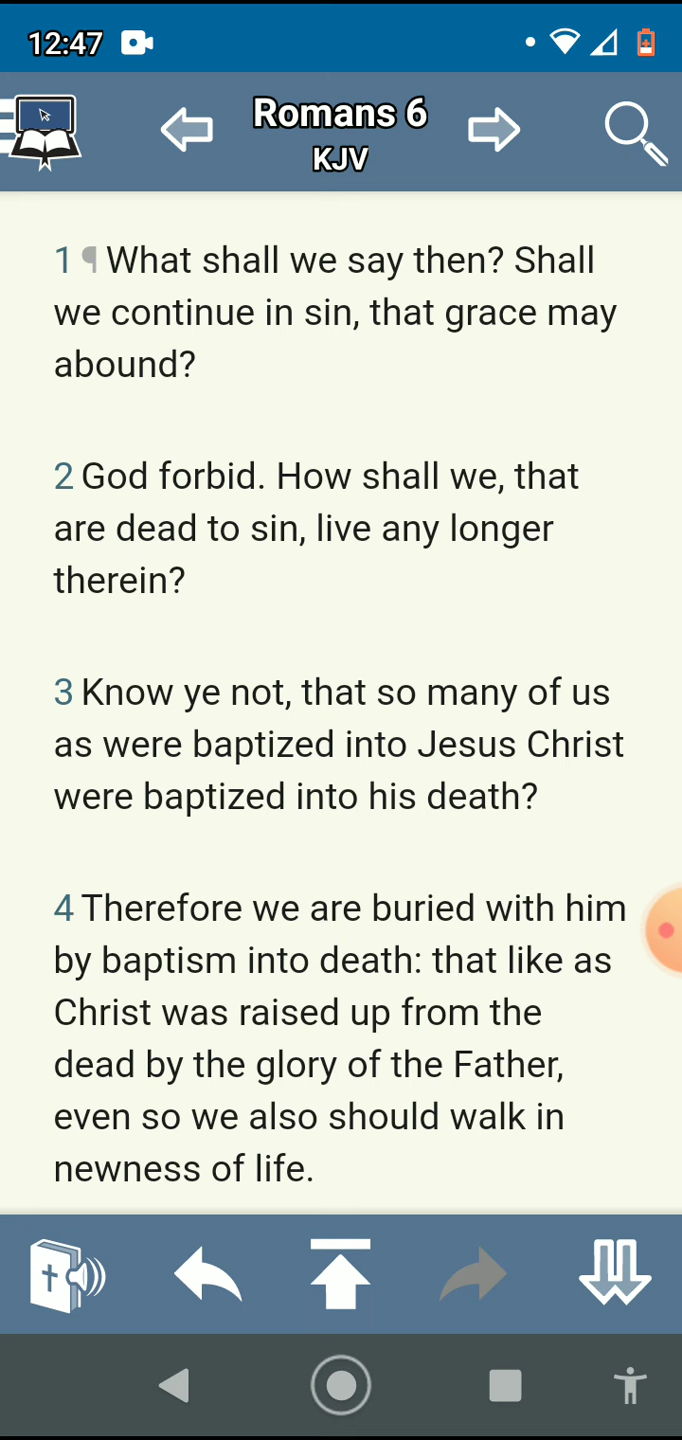 12:47
Romans 6
KJV
1 ¶ What shall we say then? Shall
we continue in sin, that grace may
abound?
2 God forbid. How shall we, that
are dead to sin, live any longer
therein?
3 Know ye not, that so many of us
as were baptized into Jesus Christ
were baptized into his death?
4 Therefore we are buried with him
by baptism into death: that like as
Christ was raised up from the
dead by the glory of the Father,
even so we also should walk in
newness of life.